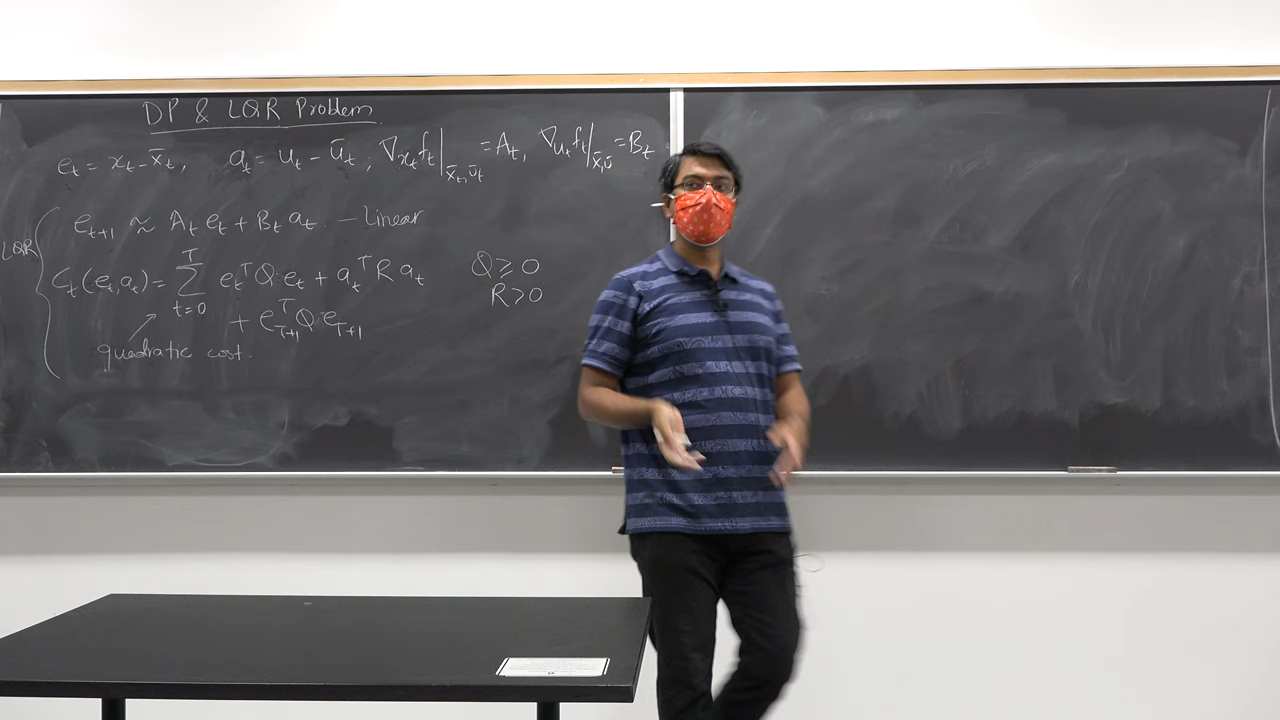 DP & LQR Problem.
e_t = x_t - x̄_t, a_t = u_t - ū_t; ∇_{x_t} f_t |_{x̄_t, ū_t} = A_t, ∇_{u_t} f_t |_{x̄, ū} = B_t
LQR { e_{t+1} ≈ A_t e_t + B_t a_t - Linear
C_t(e_t, a_t) = Σ_{t=0}^{T} e_t^T Q e_t + a_t^T R a_t Q ≥ 0
+ e_{T+1}^T Q e_{T+1} R > 0
quadratic cost.